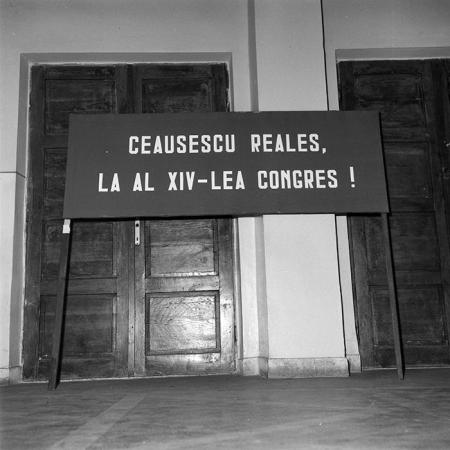 CEAUSESCU REALES,
LA AL XIV-LEA CONGRES !